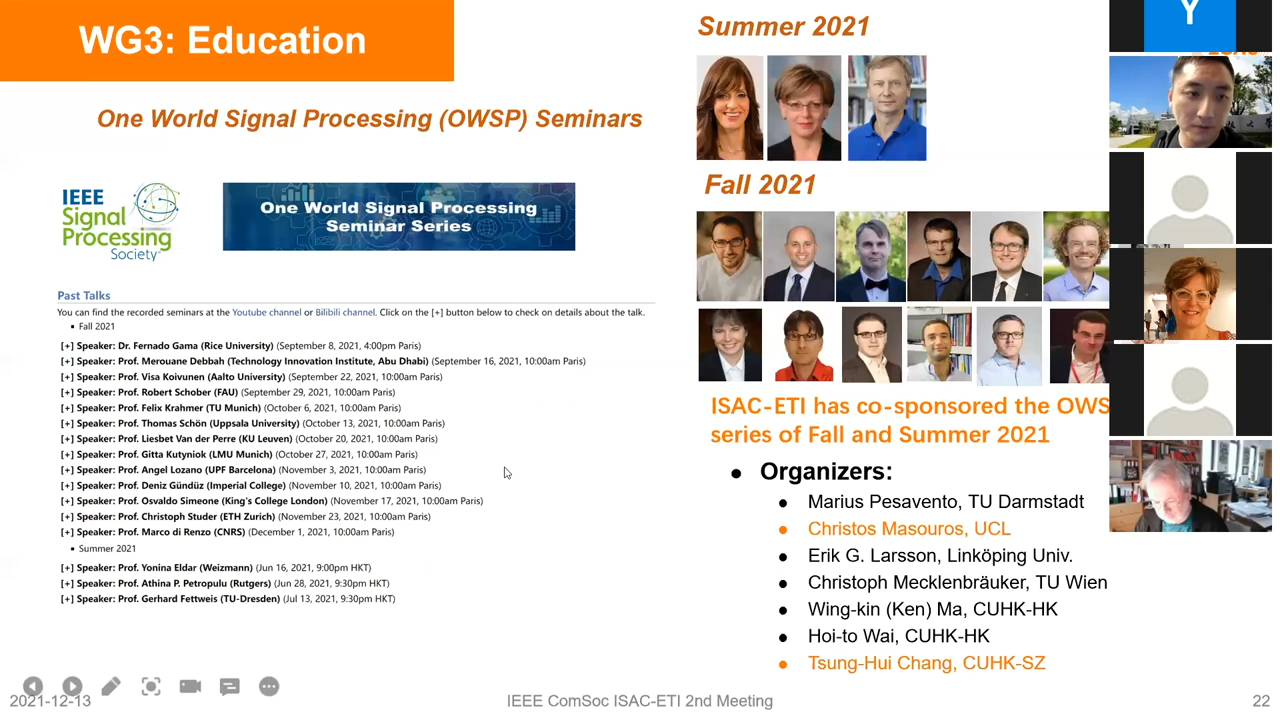 WG3: Education
One World Signal Processing (OWSP) Seminars
IEEE
Signal
Processing
Society
One World Signal Processing
Seminar Series
Past Talks
You can find the recorded seminars at the Youtube channel or Bilibili channel. Click on the [+] button below to check on details about the talk.
▪ Fall 2021
[+] Speaker: Dr. Fernado Gama (Rice University) (September 8, 2021, 4:00pm Paris)
[+] Speaker: Prof. Merouane Debbah (Technology Innovation Institute, Abu Dhabi) (September 16, 2021, 10:00am Paris)
[+] Speaker: Prof. Visa Koivunen (Aalto University) (September 22, 2021, 10:00am Paris)
[+] Speaker: Prof. Robert Schober (FAU) (September 29, 2021, 10:00am Paris)
[+] Speaker: Prof. Felix Krahmer (TU Munich) (October 6, 2021, 10:00am Paris)
[+] Speaker: Prof. Thomas Schön (Uppsala University) (October 13, 2021, 10:00am Paris)
[+] Speaker: Prof. Liesbet Van der Perre (KU Leuven) (October 20, 2021, 10:00am Paris)
[+] Speaker: Prof. Gitta Kutyniok (LMU Munich) (October 27, 2021, 10:00am Paris)
[+] Speaker: Prof. Angel Lozano (UPF Barcelona) (November 3, 2021, 10:00am Paris)
[+] Speaker: Prof. Deniz Gündüz (Imperial College) (November 10, 2021, 10:00am Paris)
[+] Speaker: Prof. Osvaldo Simeone (King's College London) (November 17, 2021, 10:00am Paris)
[+] Speaker: Prof. Christoph Studer (ETH Zurich) (November 23, 2021, 10:00am Paris)
[+] Speaker: Prof. Marco di Renzo (CNRS) (December 1, 2021, 10:00am Paris)
▪ Summer 2021
[+] Speaker: Prof. Yonina Eldar (Weizmann) (Jun 16, 2021, 9:00pm HKT)
[+] Speaker: Prof. Athina P. Petropulu (Rutgers) (Jun 28, 2021, 9:30pm HKT)
[+] Speaker: Prof. Gerhard Fettweis (TU-Dresden) (Jul 13, 2021, 9:30pm HKT)
Summer 2021
Fall 2021
ISAC-ETI has co-sponsored the OWS
series of Fall and Summer 2021
● Organizers:
● Marius Pesavento, TU Darmstadt
● Christos Masouros, UCL
● Erik G. Larsson, Linköping Univ.
● Christoph Mecklenbräuker, TU Wien
● Wing-kin (Ken) Ma, CUHK-HK
● Hoi-to Wai, CUHK-HK
● Tsung-Hui Chang, CUHK-SZ
Y
2021-12-13
IEEE ComSoc ISAC-ETI 2nd Meeting
22